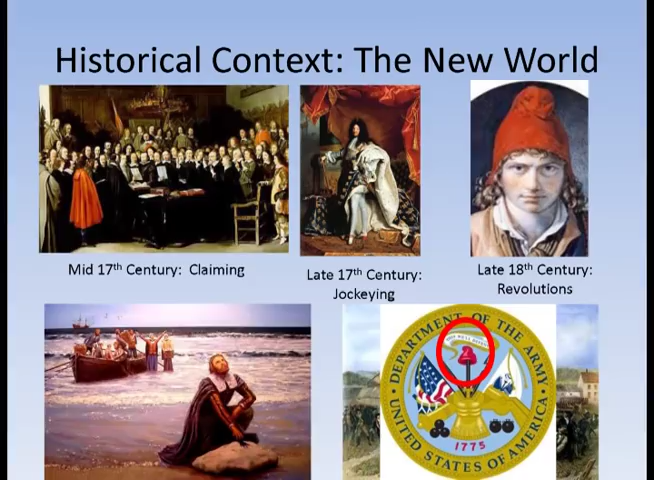 Historical Context: The New World
Mid 17th Century: Claiming
Late 17th Century:
Jockeying
Late 18th Century:
Revolutions
DEPARTMENT OF THE ARMY
1775
UNITED STATES OF AMERICA